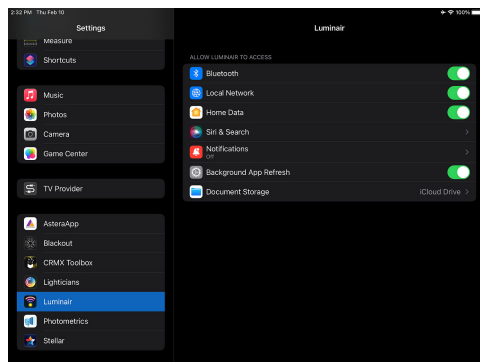 2:32 PM Thu Feb 10
100%
Settings
Measure
Shortcuts
Music
Photos
Camera
Game Center
TV Provider
AsteraApp
Blackout
CRMX Toolbox
Lighticians
Luminair
Photometrics
Stellar
Luminair
ALLOW LUMINAIR TO ACCESS
Bluetooth
Local Network
Home Data
Siri & Search
Notifications
Off
Background App Refresh
Document Storage
iCloud Drive